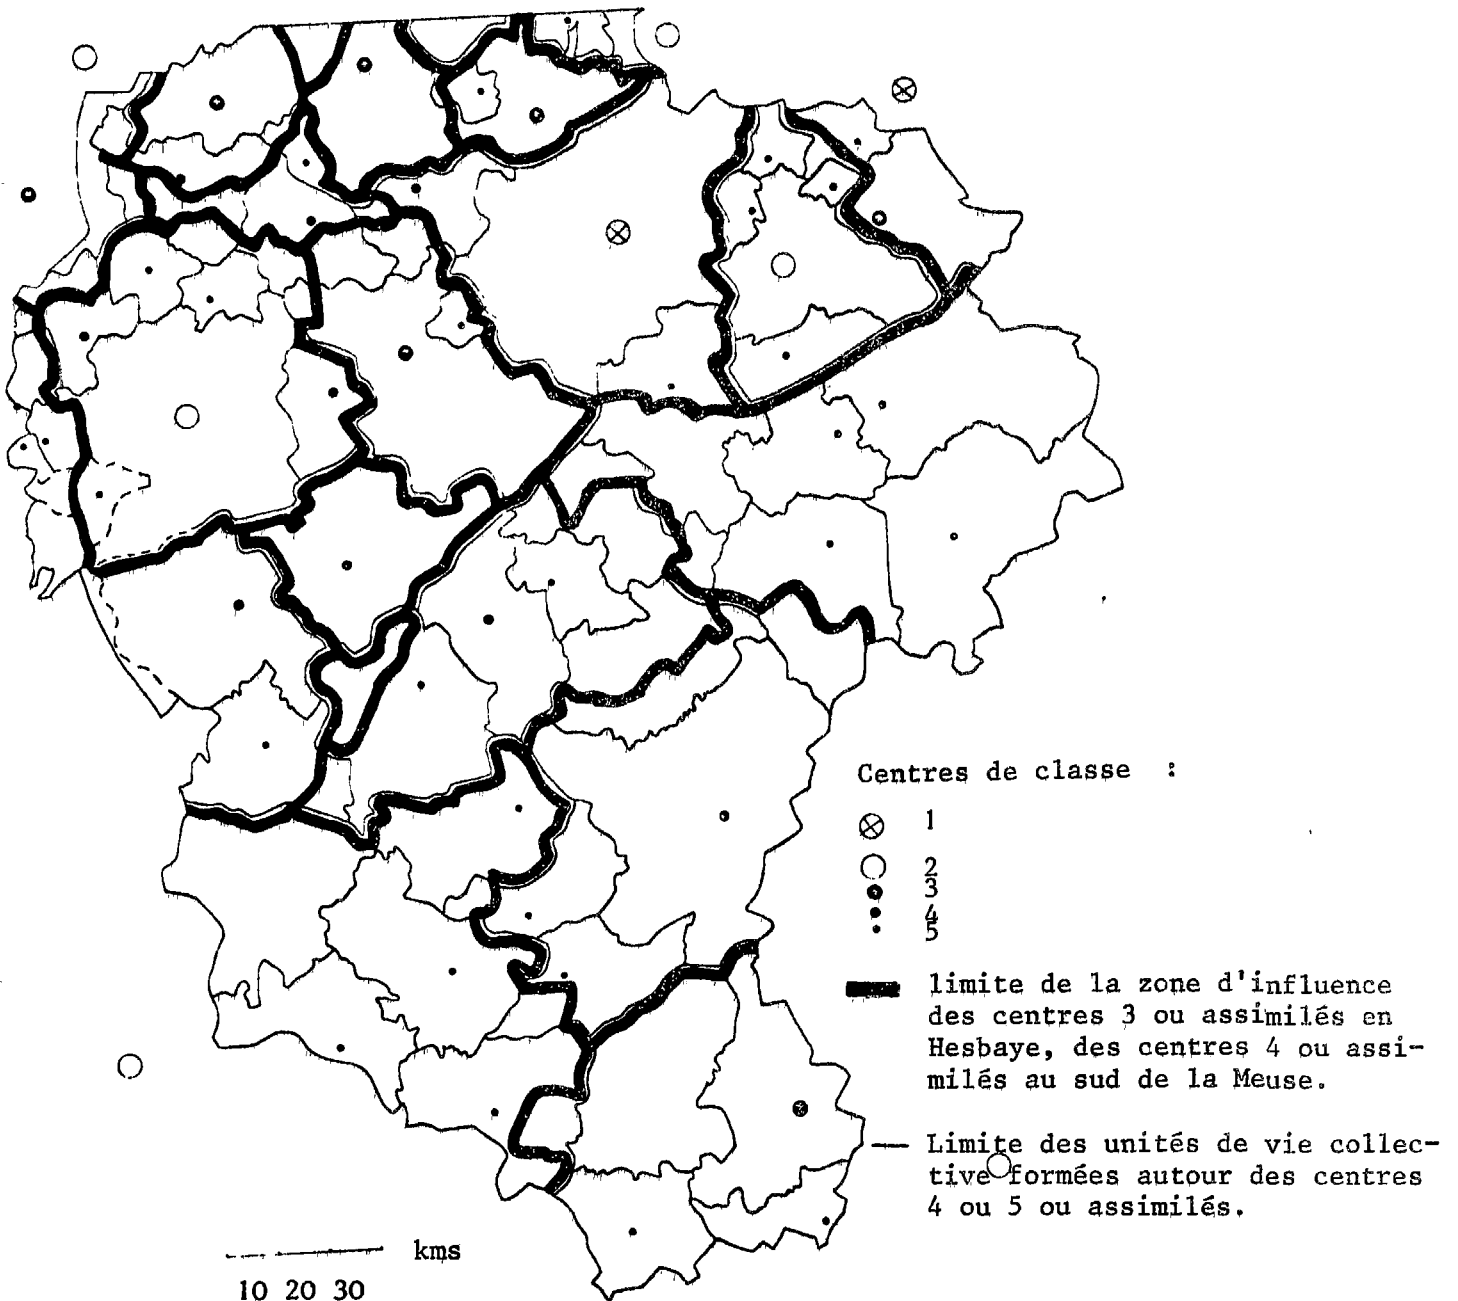 Centres de classe :
1
2
3
4
5
limite de la zone d'influence
des centres 3 ou assimilés en
Hesbaye, des centres 4 ou assi-
milés au sud de la Meuse.
Limite des unités de vie collec-
tive formées autour des centres
4 ou 5 ou assimilés.
kms
10 20 30